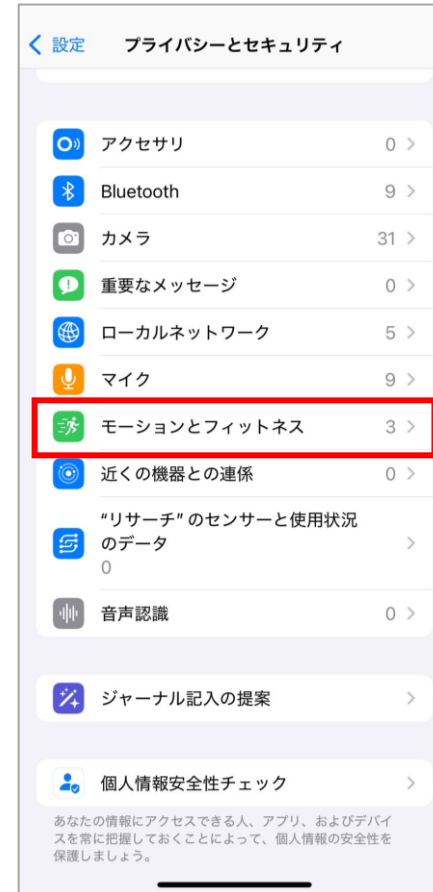 設定 プライバシーとセキュリティ
アクセサリ 0
Bluetooth 9
カメラ 31
重要なメッセージ 0
ローカルネットワーク 5
マイク 9
モーションとフィットネス 3
近くの機器との連係 0
“リサーチ” のセンサーと使用状況
のデータ
0
音声認識 0
ジャーナル記入の提案
個人情報安全性チェック
あなたの情報にアクセスできる人、アプリ、およびデバイ
スを常に把握しておくことによって、個人情報の安全性を
保護しましょう。